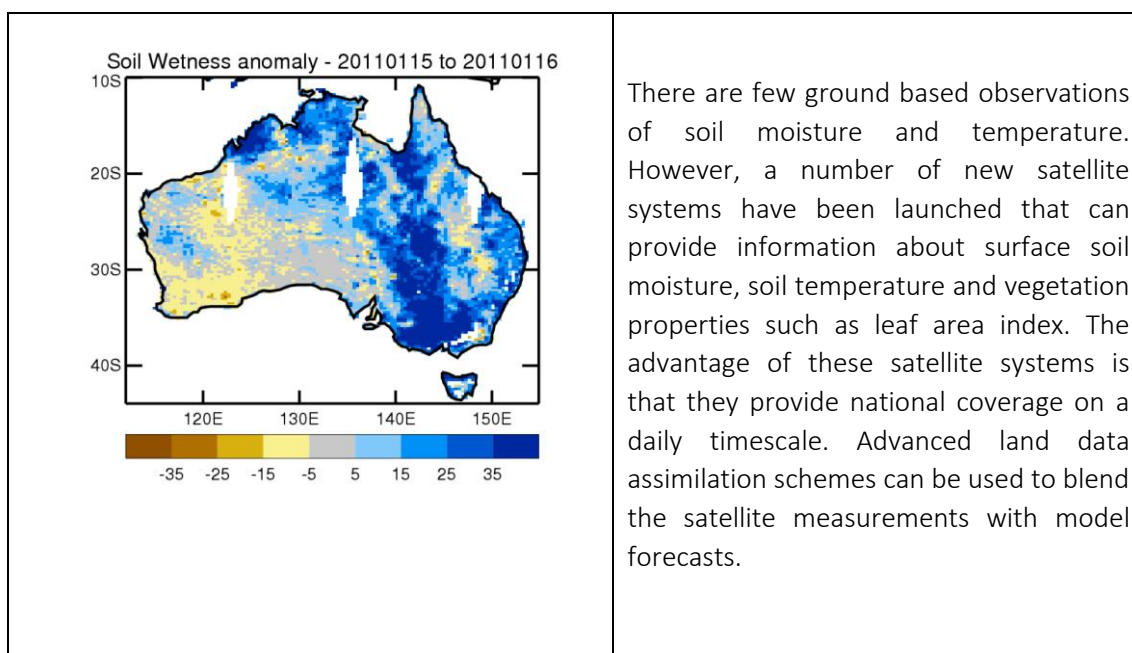 Soil Wetness anomaly - 20110115 to 20110116
10S
20S
30S
40S
120E 130E 140E 150E
-35 -25 -15 -5 5 15 25 35
There are few ground based observations
of soil moisture and temperature.
However, a number of new satellite
systems have been launched that can
provide information about surface soil
moisture, soil temperature and vegetation
properties such as leaf area index. The
advantage of these satellite systems is
that they provide national coverage on a
daily timescale. Advanced land data
assimilation schemes can be used to blend
the satellite measurements with model
forecasts.